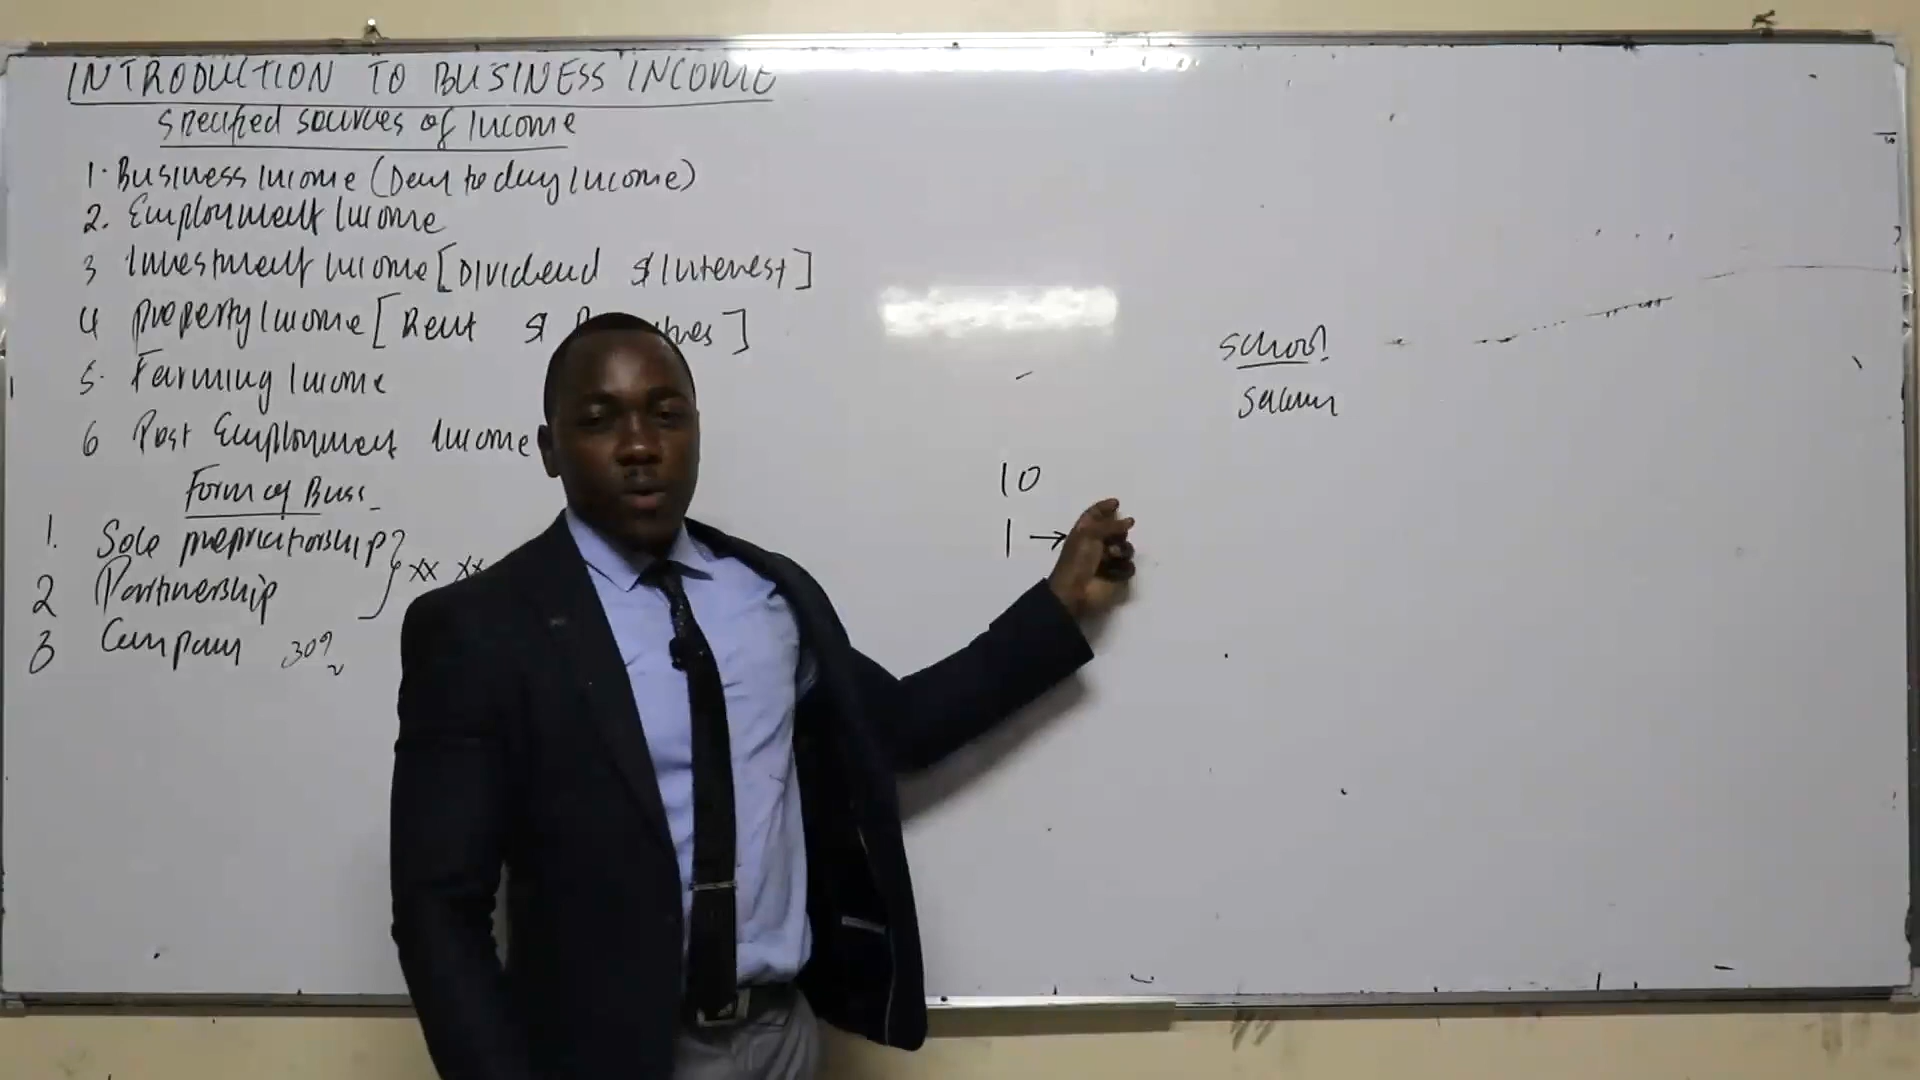 INTRODUCTION TO BUSINESS INCOME
Specified sources of Income
1. Business Income (Day to day Income)
2. Employment Income
3 Investment Income [Dividend & Interest]
4 Property Income [Rent &
5. Farming Income
6 Post Employment Income
Form of Buss
1. Sole proprietorship
2 Partnership
xx xx
3 Company 30%
10
1 →
School
Salary